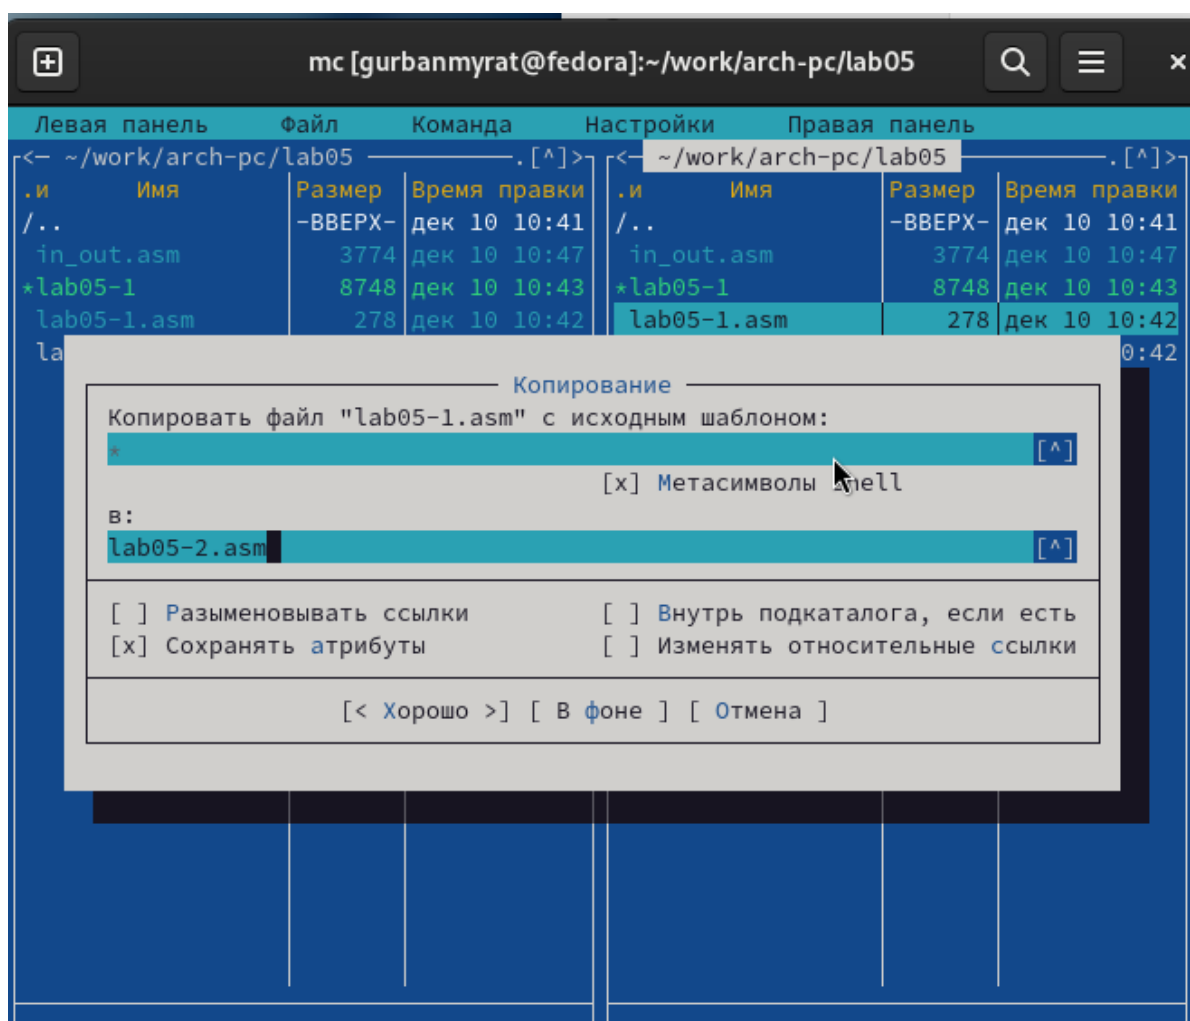 mc [gurbanmyrat@fedora]:~/work/arch-pc/lab05
Левая панель Файл Команда Настройки Правая панель
<— ~/work/arch-pc/lab05 .[^]> <— ~/work/arch-pc/lab05 .[^]>
.и Имя Размер Время правки .и Имя Размер Время правки
/.. -ВВЕРХ- дек 10 10:41 /.. -ВВЕРХ- дек 10 10:41
in_out.asm 3774 дек 10 10:47 in_out.asm 3774 дек 10 10:47
*lab05-1 8748 дек 10 10:43 *lab05-1 8748 дек 10 10:43
lab05-1.asm 278 дек 10 10:42 lab05-1.asm 278 дек 10 10:42
la 0:42
Копирование
Копировать файл "lab05-1.asm" с исходным шаблоном:
* [^]
[x] Метасимволы
в:
lab05-2.asm [^]
[ ] Разыменовывать ссылки [ ] Внутрь подкаталога, если есть
[x] Сохранять атрибуты [ ] Изменять относительные ссылки
[< Хорошо >] [ В фоне ] [ Отмена ]